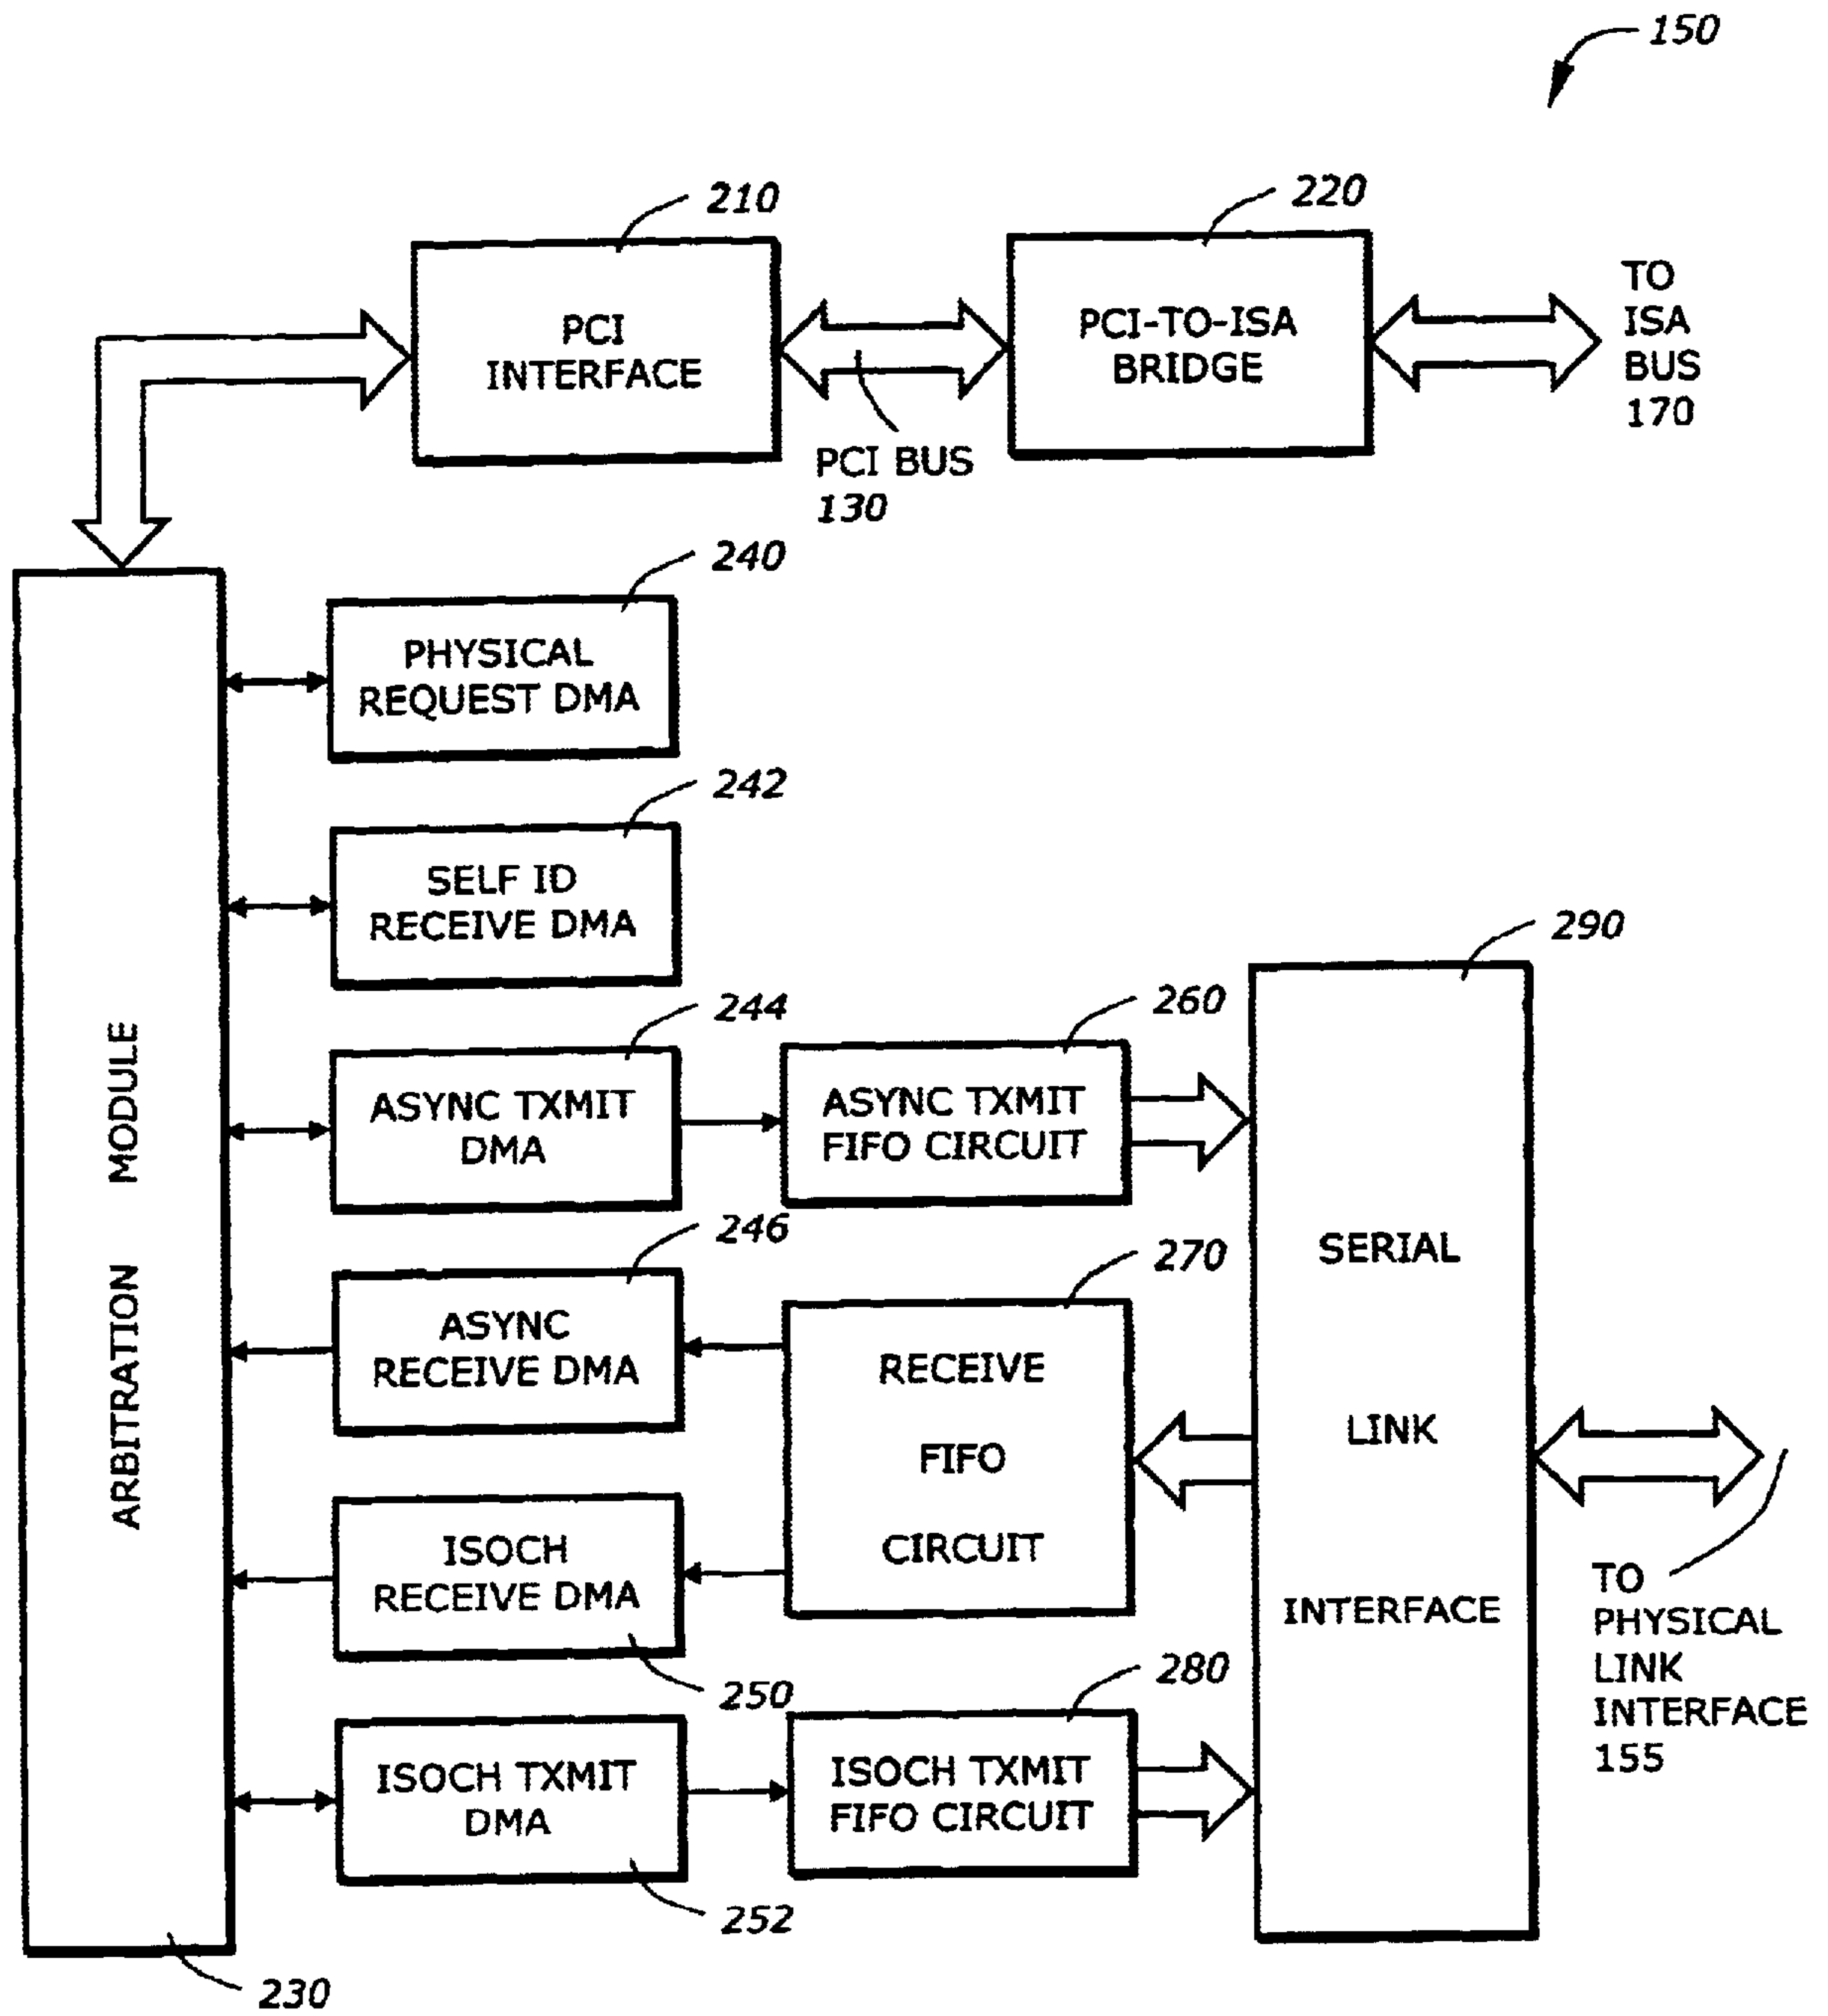 150
210
220
PCI
INTERFACE
PCI-TO-ISA
BRIDGE
TO
ISA
BUS
170
PCI BUS
130
240
PHYSICAL
REQUEST DMA
242
SELF ID
RECEIVE DMA
290
244
260
ASYNC TXMIT
DMA
ASYNC TXMIT
FIFO CIRCUIT
ARBITRATION MODULE
246
270
ASYNC
RECEIVE DMA
RECEIVE
FIFO
CIRCUIT
SERIAL
LINK
INTERFACE
ISOCH
RECEIVE DMA
250
280
TO
PHYSICAL
LINK
INTERFACE
155
ISOCH TXMIT
DMA
ISOCH TXMIT
FIFO CIRCUIT
252
230